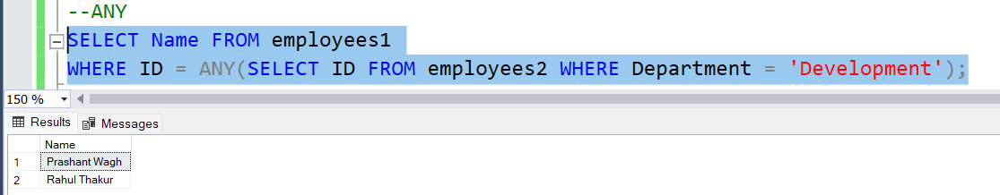 --ANY
SELECT Name FROM employees1
WHERE ID = ANY(SELECT ID FROM employees2 WHERE Department = 'Development');
150 %
Results Messages
Name
1 Prashant Wagh
2 Rahul Thakur